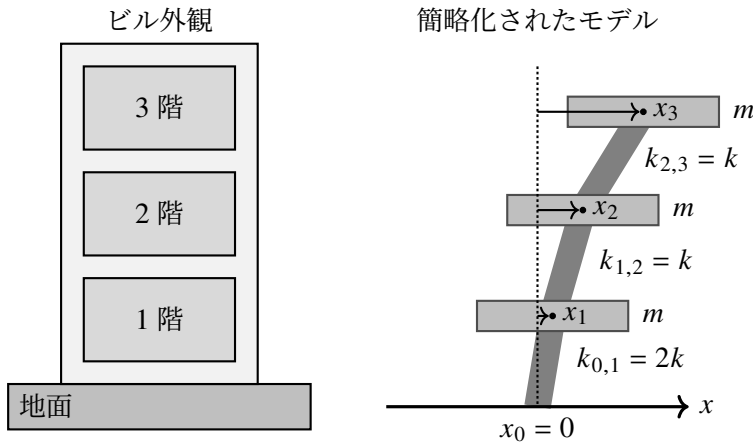 ビル外観
3 階
2 階
1 階
地面
簡略化されたモデル
x₃
m
k₂,₃ = k
x₂
m
k₁,₂ = k
x₁
m
k₀,₁ = 2k
x
x₀ = 0